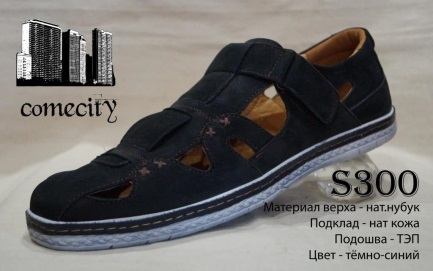 comecity
S300
Материал верха - нат.нубук
Подклад - нат кожа
Подошва - ТЭП
Цвет - тёмно-синий